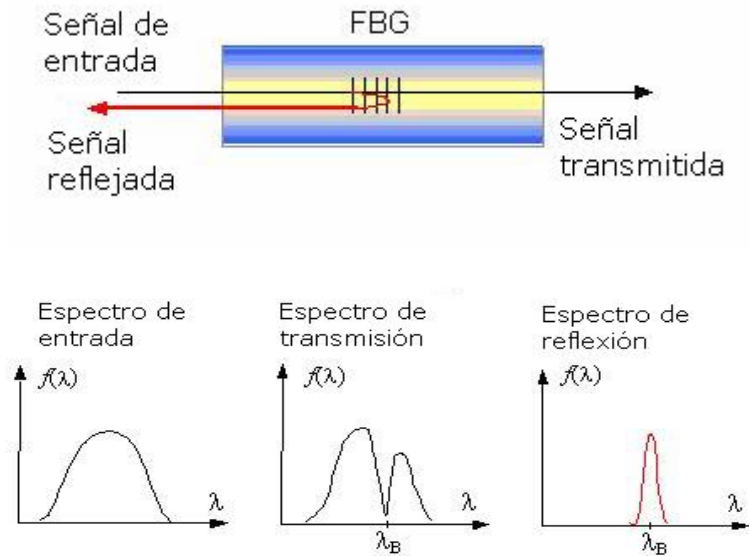 Señal de
entrada
FBG
Señal
reflejada
Señal
transmitida
Espectro de
entrada
f(λ)
λ
Espectro de
transmisión
f(λ)
λ
λB
Espectro de
reflexión
f(λ)
λ
λB